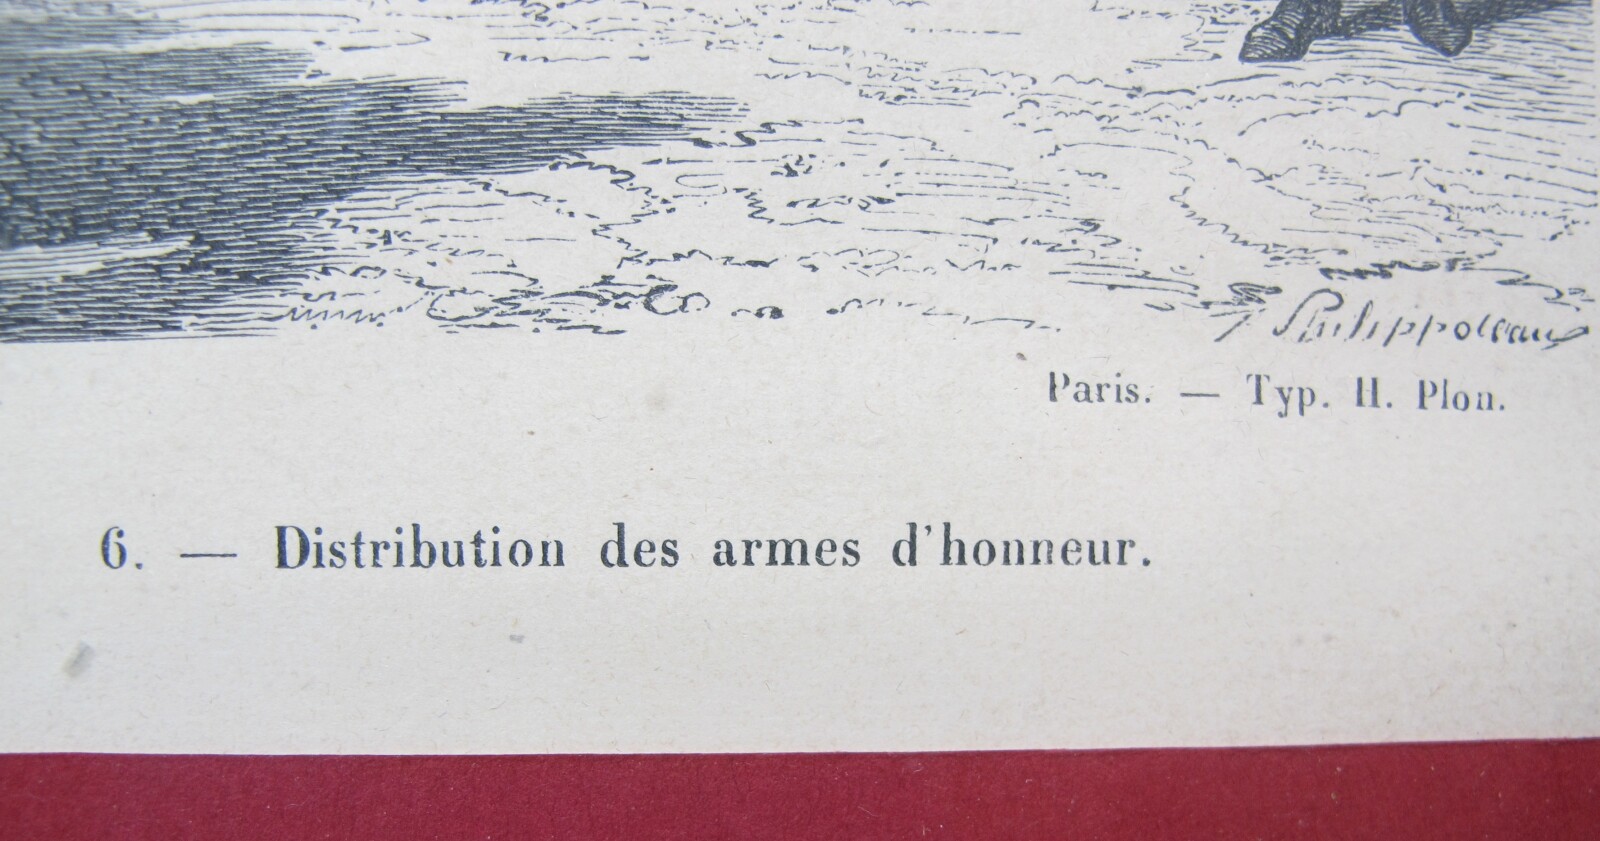 Philippoteaux
Paris. — Typ. H. Plon.
6. — Distribution des armes d'honneur.